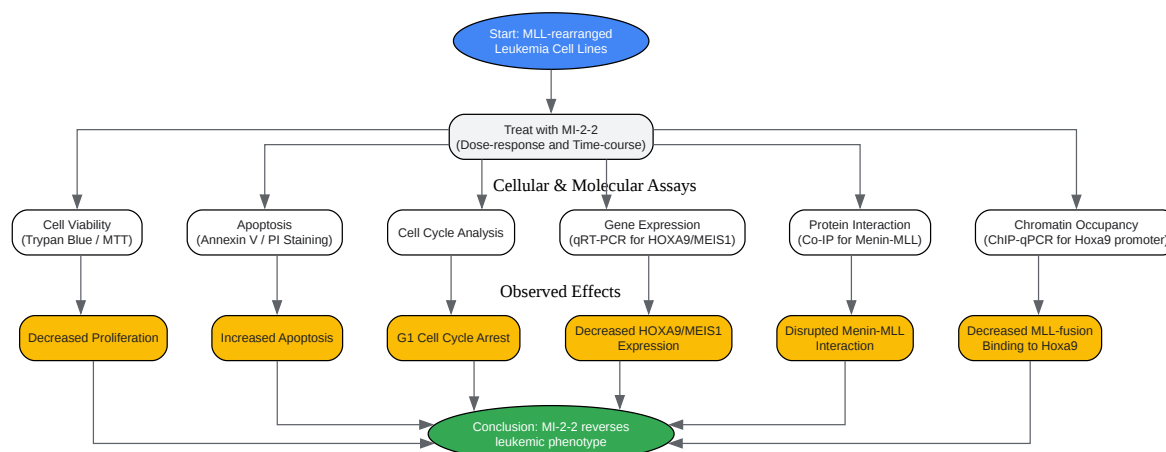 Start: MLL-rearranged
Leukemia Cell Lines
Treat with MI-2-2
(Dose-response and Time-course)
Cellular & Molecular Assays
Cell Viability
(Trypan Blue / MTT)
Apoptosis
(Annexin V / PI Staining)
Cell Cycle Analysis
Gene Expression
(qRT-PCR for HOXA9/MEIS1)
Protein Interaction
(Co-IP for Menin-MLL)
Chromatin Occupancy
(ChIP-qPCR for Hoxa9 promoter)
Observed Effects
Decreased Proliferation
Increased Apoptosis
G1 Cell Cycle Arrest
Decreased HOXA9/MEIS1
Expression
Disrupted Menin-MLL
Interaction
Decreased MLL-fusion
Binding to Hoxa9
Conclusion: MI-2-2 reverses
leukemic phenotype